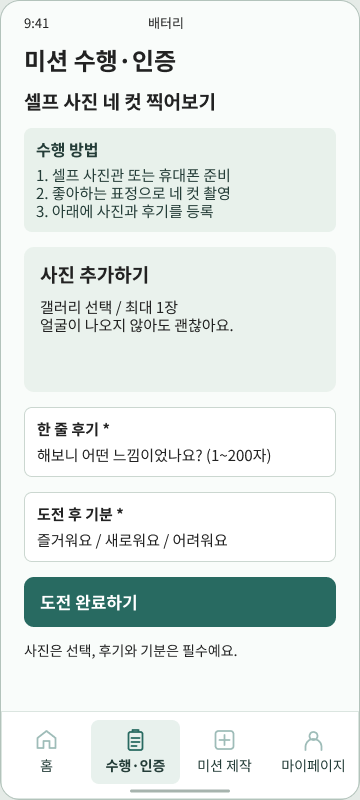 9:41 배터리
미션 수행·인증
셀프 사진 네 컷 찍어보기
수행 방법
1. 셀프 사진관 또는 휴대폰 준비
2. 좋아하는 표정으로 네 컷 촬영
3. 아래에 사진과 후기를 등록
사진 추가하기
갤러리 선택 / 최대 1장
얼굴이 나오지 않아도 괜찮아요.
한 줄 후기 *
해보니 어떤 느낌이었나요? (1~200자)
도전 후 기분 *
즐거워요 / 새로워요 / 어려워요
도전 완료하기
사진은 선택, 후기와 기분은 필수예요.
홈 수행·인증 미션 제작 마이페이지